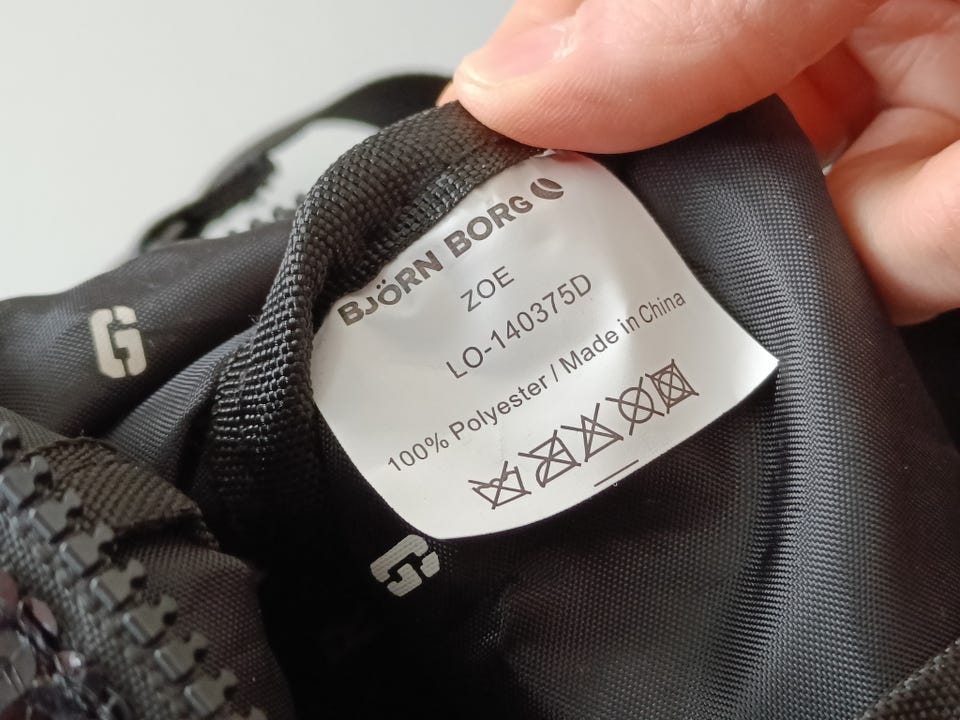 BJÖRN BORG
ZOE
LO-140375D
100% Polyester / Made in China
G
G